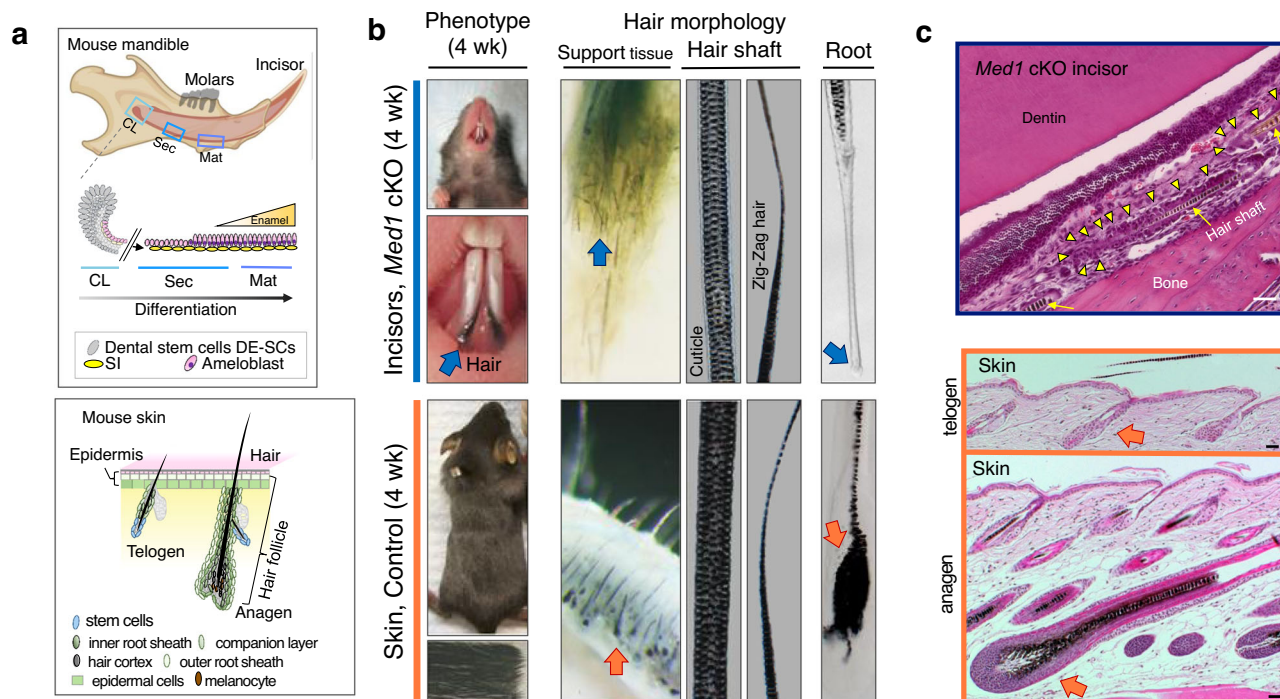 a
Mouse mandible
Incisor
Molars
CL
Sec
Mat
Enamel
CL Sec Mat
Differentiation
Dental stem cells DE-SCs
SI Ameloblast
Mouse skin
Epidermis
Hair
Telogen
Hair follicle
Anagen
stem cells
inner root sheath companion layer
hair cortex outer root sheath
epidermal cells melanocyte
b
Phenotype
(4 wk)
Hair morphology
Support tissue Hair shaft Root
Incisors, Med1 cKO (4 wk)
Hair
Cuticle
Zig-Zag hair
Skin, Control (4 wk)
c
Med1 cKO incisor
Dentin
Hair shaft
Bone
telogen
Skin
anagen
Skin